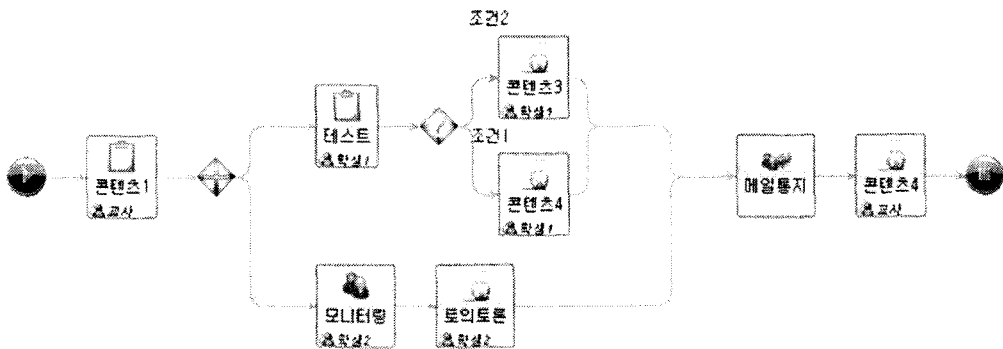 조건2
콘텐츠3
학생1
테스트
학생1
조건1
콘텐츠1
교사
콘텐츠4
학생1
메일통지
콘텐츠4
교사
모니터링
학생2
토의토론
학생2